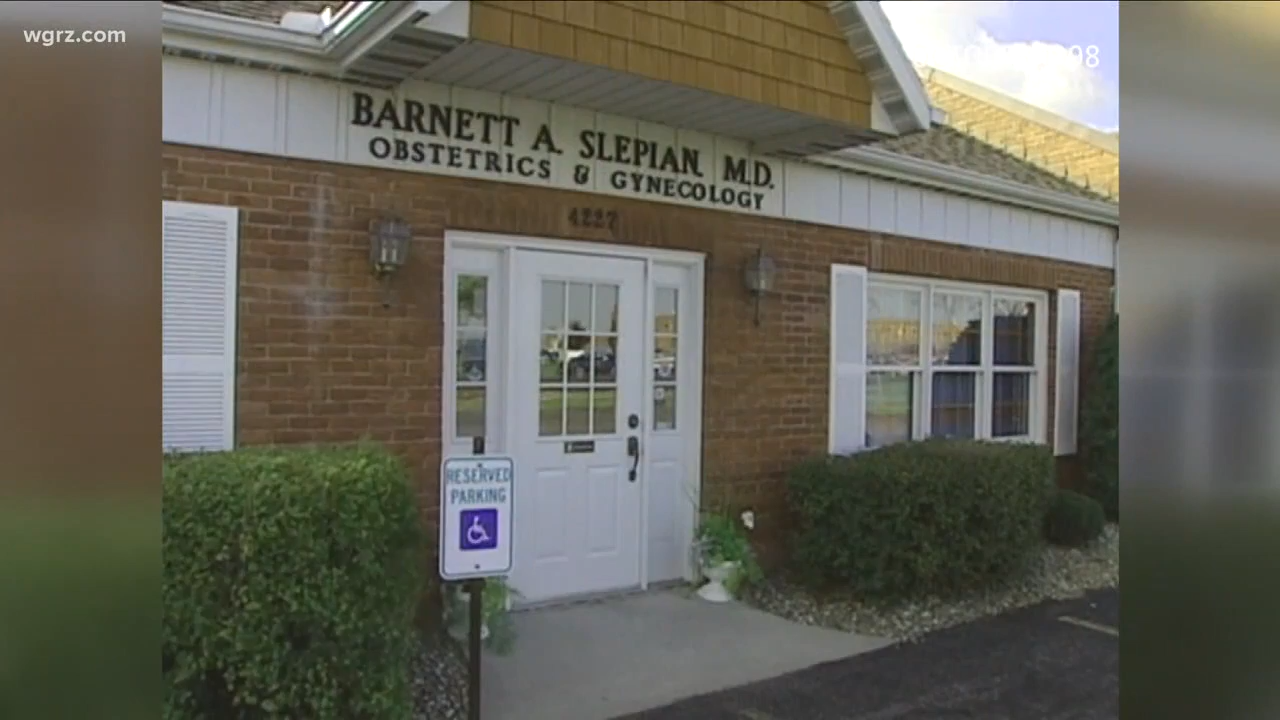 wgrz.com
BARNETT A. SLEPIAN, M.D.
OBSTETRICS & GYNECOLOGY
4227
RESERVED
PARKING